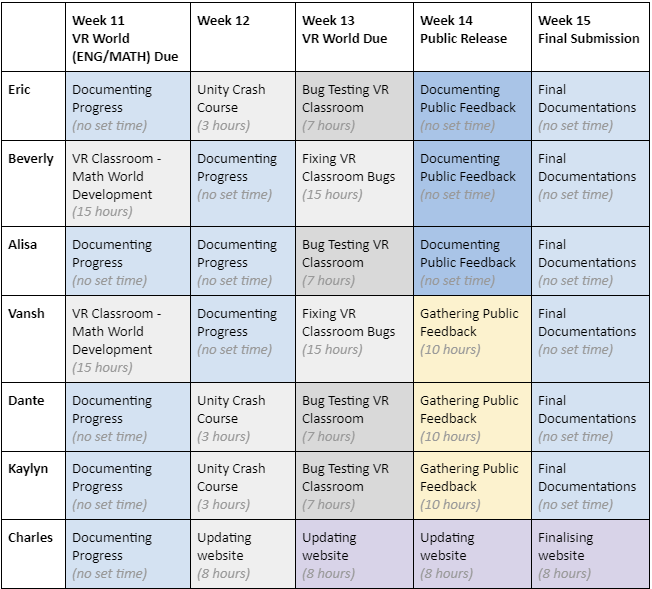 Week 11
VR World
(ENG/MATH) Due
Week 12
Week 13
VR World Due
Week 14
Public Release
Week 15
Final Submission
Eric
Documenting
Progress
(no set time)
Unity Crash
Course
(3 hours)
Bug Testing VR
Classroom
(7 hours)
Documenting
Public Feedback
(no set time)
Final
Documentations
(no set time)
Beverly
VR Classroom -
Math World
Development
(15 hours)
Documenting
Progress
(no set time)
Fixing VR
Classroom Bugs
(15 hours)
Documenting
Public Feedback
(no set time)
Final
Documentations
(no set time)
Alisa
Documenting
Progress
(no set time)
Documenting
Progress
(no set time)
Bug Testing VR
Classroom
(7 hours)
Documenting
Public Feedback
(no set time)
Final
Documentations
(no set time)
Vansh
VR Classroom -
Math World
Development
(15 hours)
Documenting
Progress
(no set time)
Fixing VR
Classroom Bugs
(15 hours)
Gathering Public
Feedback
(10 hours)
Final
Documentations
(no set time)
Dante
Documenting
Progress
(no set time)
Unity Crash
Course
(3 hours)
Bug Testing VR
Classroom
(7 hours)
Gathering Public
Feedback
(10 hours)
Final
Documentations
(no set time)
Kaylyn
Documenting
Progress
(no set time)
Unity Crash
Course
(3 hours)
Bug Testing VR
Classroom
(7 hours)
Gathering Public
Feedback
(10 hours)
Final
Documentations
(no set time)
Charles
Documenting
Progress
(no set time)
Updating
website
(8 hours)
Updating
website
(8 hours)
Updating
website
(8 hours)
Finalising
website
(8 hours)